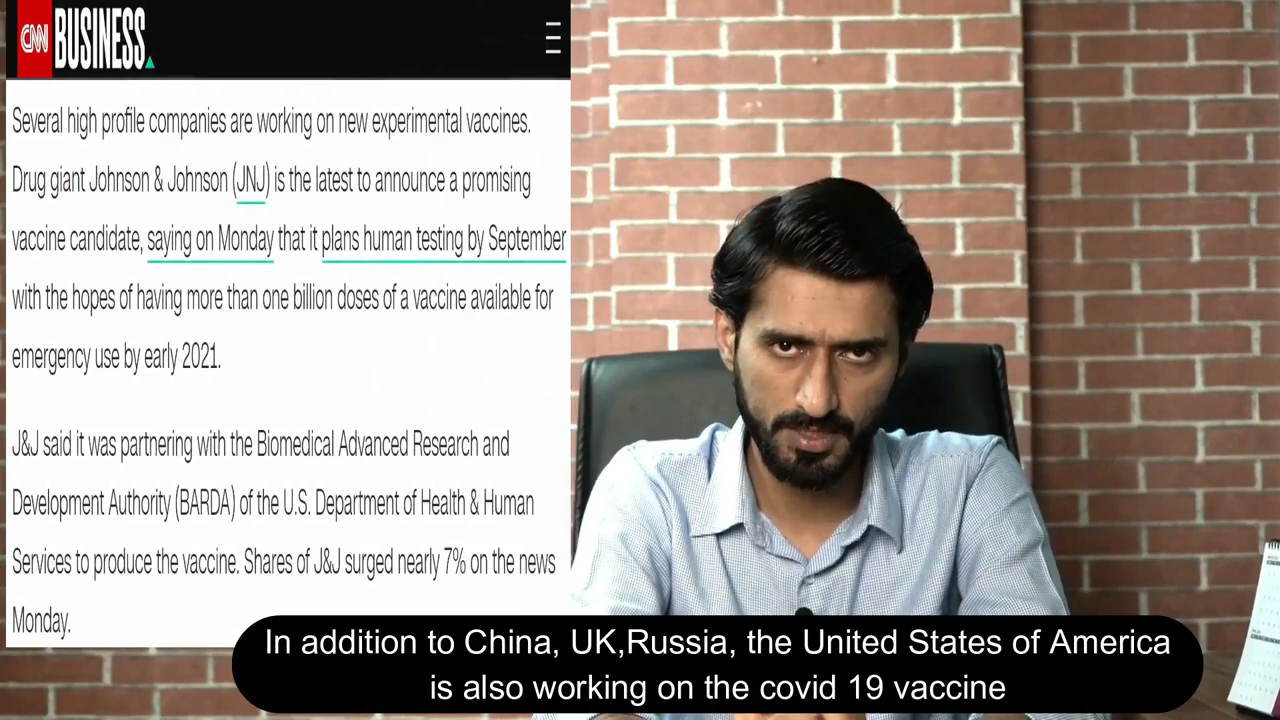 CNN BUSINESS
Several high profile companies are working on new experimental vaccines.
Drug giant Johnson & Johnson (JNJ) is the latest to announce a promising
vaccine candidate, saying on Monday that it plans human testing by September
with the hopes of having more than one billion doses of a vaccine available for
emergency use by early 2021.
J&J said it was partnering with the Biomedical Advanced Research and
Development Authority (BARDA) of the U.S. Department of Health & Human
Services to produce the vaccine. Shares of J&J surged nearly 7% on the news
Monday.
In addition to China, UK,Russia, the United States of America
is also working on the covid 19 vaccine